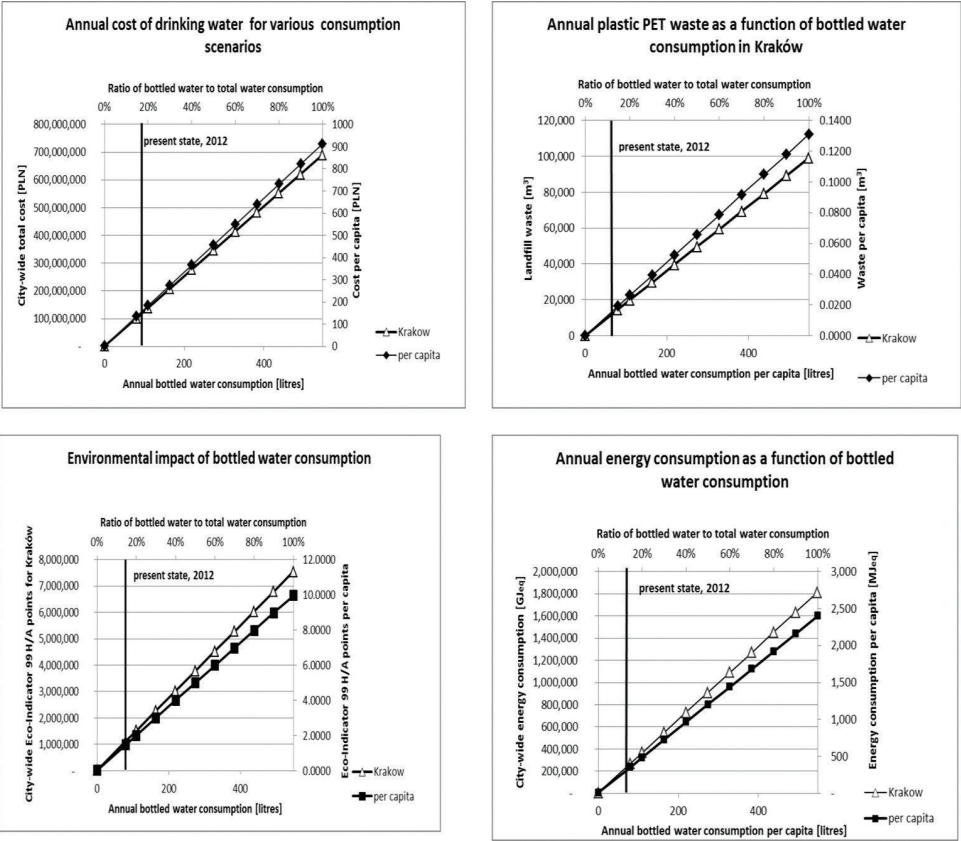 Annual cost of drinking water for various consumption
scenarios
Ratio of bottled water to total water consumption
0% 20% 40% 60% 80% 100%
800,000,000
700,000,000
600,000,000
500,000,000
400,000,000
300,000,000
200,000,000
100,000,000
-
City-wide total cost [PLN]
present state, 2012
1000
900
800
700
600
500
400
300
200
100
0
Cost per capita [PLN]
0 200 400
Annual bottled water consumption [litres]
Krakow
per capita
Annual plastic PET waste as a function of bottled water
consumption in Kraków
Ratio of bottled water to total water consumption
0% 20% 40% 60% 80% 100%
120,000
100,000
80,000
60,000
40,000
20,000
0
Landfill waste [m³]
present state, 2012
0.1400
0.1200
0.1000
0.0800
0.0600
0.0400
0.0200
0.0000
Waste per capita [m³]
0 200 400
Annual bottled water consumption per capita [litres]
Krakow
per capita
Environmental impact of bottled water consumption
Ratio of bottled water to total water consumption
0% 20% 40% 60% 80% 100%
8,000,000
7,000,000
6,000,000
5,000,000
4,000,000
3,000,000
2,000,000
1,000,000
-
City-wide Eco-Indicator 99 H/A points for Kraków
present state, 2012
12.0000
10.0000
8.0000
6.0000
4.0000
2.0000
0.0000
Eco-Indicator 99 H/A points per capita
0 200 400
Annual bottled water consumption [litres]
Krakow
per capita
Annual energy consumption as a function of bottled
water consumption
Ratio of bottled water to total water consumption
0% 20% 40% 60% 80% 100%
2,000,000
1,800,000
1,600,000
1,400,000
1,200,000
1,000,000
800,000
600,000
400,000
200,000
-
City-wide energy consumption [GJeq]
present state, 2012
3,000
2,500
2,000
1,500
1,000
500
-
Energy consumption per capita [MJeq]
0 200 400
Annual bottled water consumption per capita [litres]
Krakow
per capita